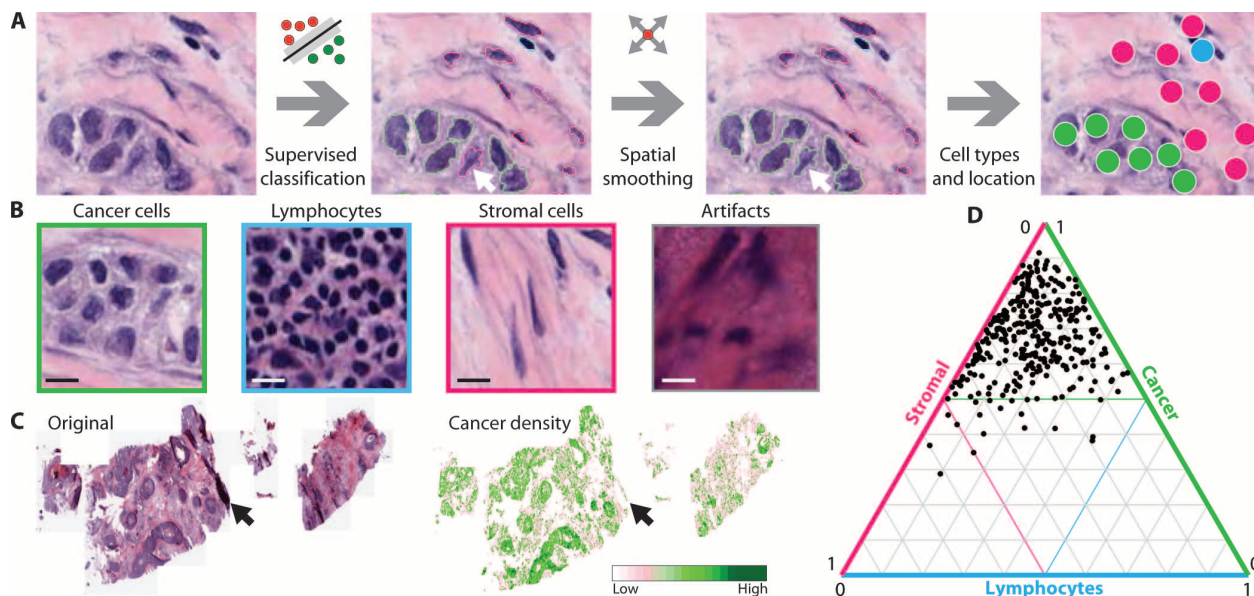 A
Supervised
classification
Spatial
smoothing
Cell types
and location
B
Cancer cells
Lymphocytes
Stromal cells
Artifacts
C
Original
Cancer density
Low
High
D
0
1
Stromal
Cancer
1
0
0
Lymphocytes
1